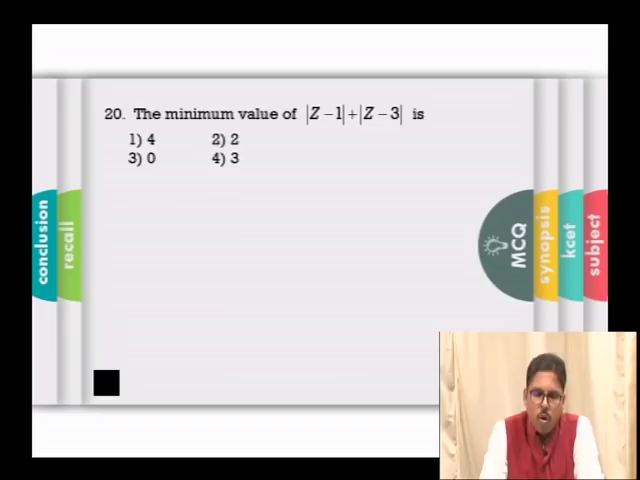 20. The minimum value of |Z − 1| + |Z − 3| is
1) 4 2) 2
3) 0 4) 3
conclusion
recall
MCQ
synopsis
kcet
subject